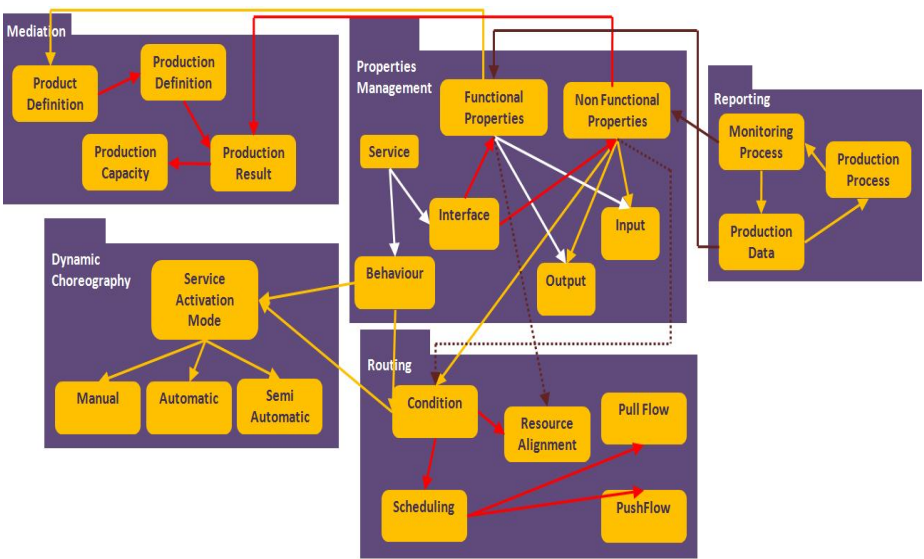 Mediation
Product
Definition
Production
Definition
Production
Capacity
Production
Result
Properties
Management
Functional
Properties
Non Functional
Properties
Service
Interface
Input
Output
Behaviour
Reporting
Monitoring
Process
Production
Process
Production
Data
Dynamic
Choreography
Service
Activation
Mode
Manual
Automatic
Semi
Automatic
Routing
Condition
Resource
Alignment
Pull Flow
Scheduling
PushFlow